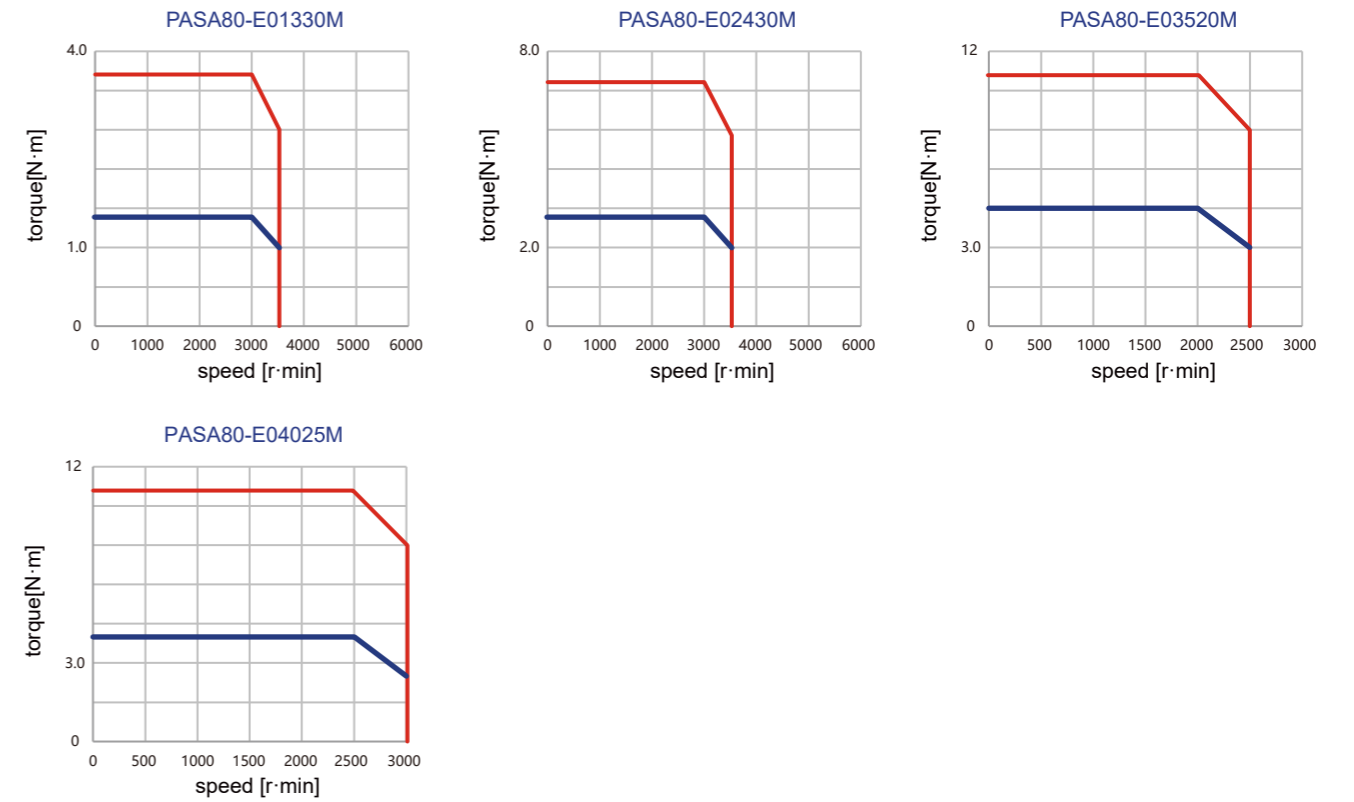 PASA80-E01330M
4.0
1.0
0
torque[N·m]
0 1000 2000 3000 4000 5000 6000
speed [r·min]
PASA80-E02430M
8.0
2.0
0
torque[N·m]
0 1000 2000 3000 4000 5000 6000
speed [r·min]
PASA80-E03520M
12
3.0
0
torque[N·m]
0 500 1000 1500 2000 2500 3000
speed [r·min]
PASA80-E04025M
12
3.0
0
torque[N·m]
0 500 1000 1500 2000 2500 3000
speed [r·min]